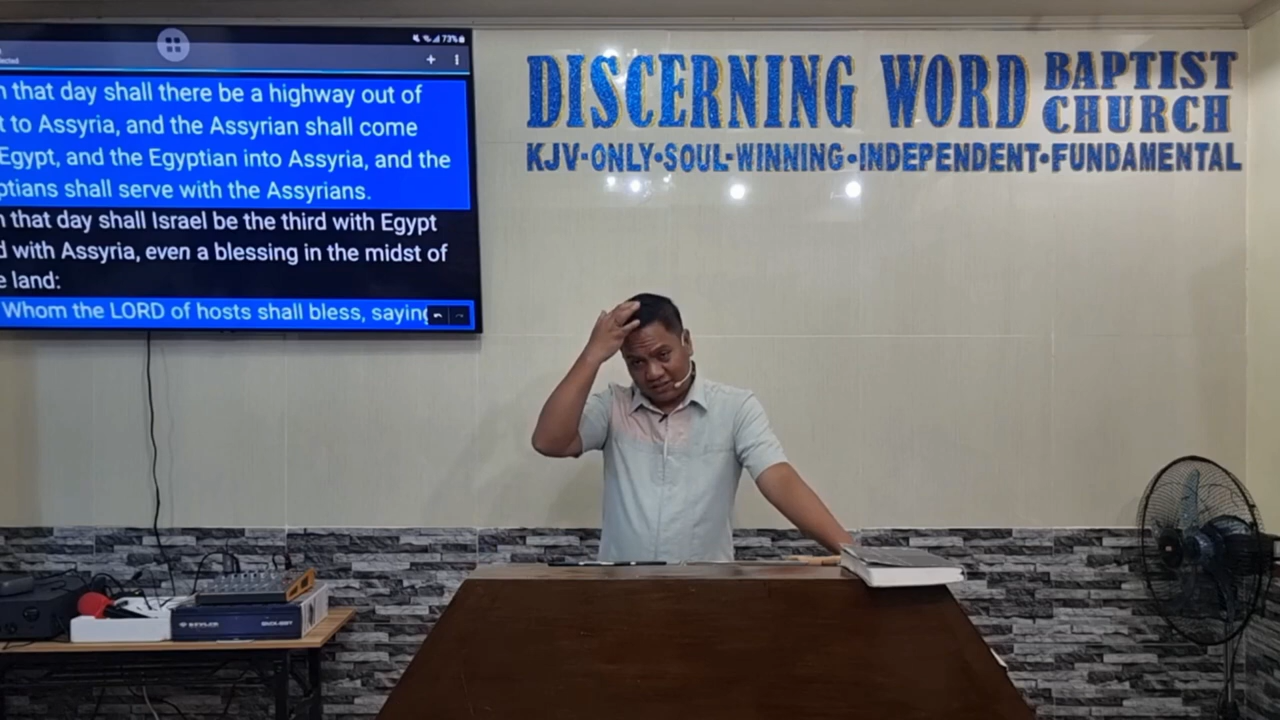 73%
n that day shall there be a highway out of
t to Assyria, and the Assyrian shall come
Egypt, and the Egyptian into Assyria, and the
ptians shall serve with the Assyrians.
n that day shall Israel be the third with Egypt
d with Assyria, even a blessing in the midst of
e land:
Whom the LORD of hosts shall bless, saying
DISCERNING WORD BAPTIST CHURCH
KJV-ONLY•SOUL-WINNING•INDEPENDENT•FUNDAMENTAL